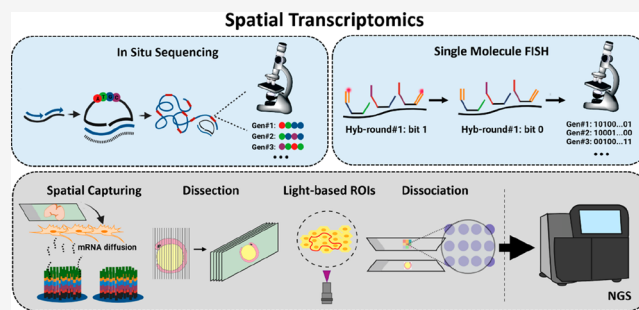 Spatial Transcriptomics
In Situ Sequencing
Gen#1:
Gen#2:
Gen#3:
•••
Single Molecule FISH
Hyb-round#1: bit 1
Hyb-round#1: bit 0
Gen#1: 10100...01
Gen#2: 10001...00
Gen#3: 00100...11
•••
Spatial Capturing
mRNA diffusion
Dissection
Light-based ROIs
Dissociation
NGS